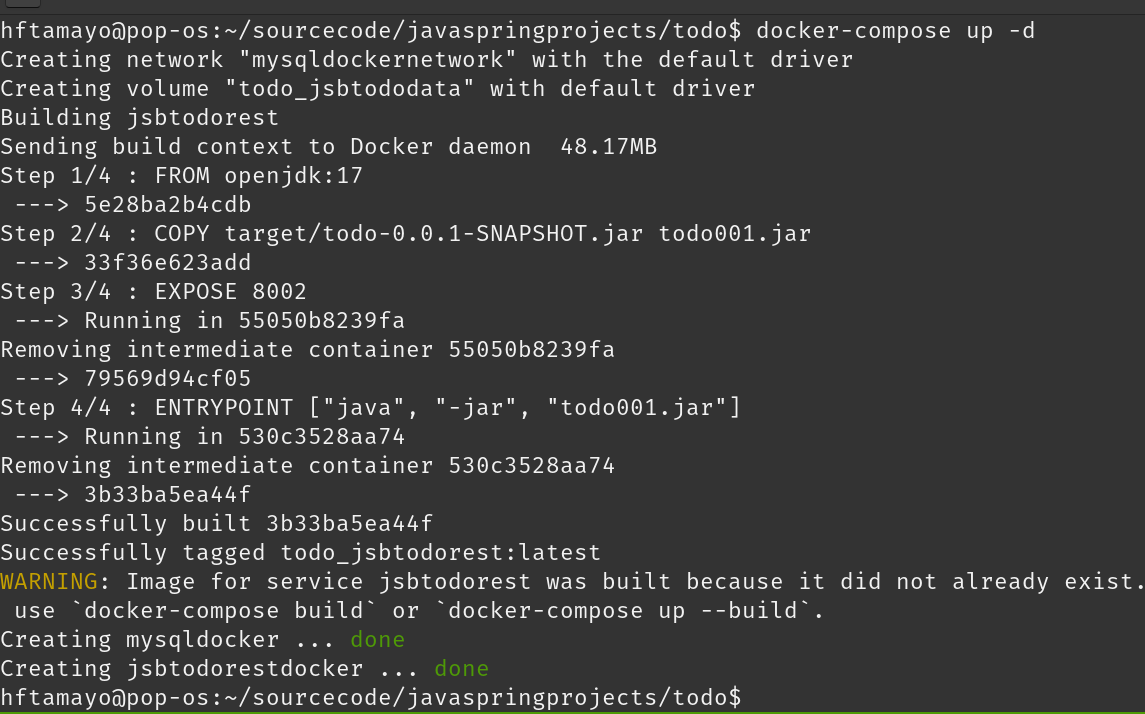 hftamayo@pop-os:~/sourcecode/javaspringprojects/todo$ docker-compose up -d
Creating network "mysqldockernetwork" with the default driver
Creating volume "todo_jsbtododata" with default driver
Building jsbtodorest
Sending build context to Docker daemon  48.17MB
Step 1/4 : FROM openjdk:17
 ---> 5e28ba2b4cdb
Step 2/4 : COPY target/todo-0.0.1-SNAPSHOT.jar todo001.jar
 ---> 33f36e623add
Step 3/4 : EXPOSE 8002
 ---> Running in 55050b8239fa
Removing intermediate container 55050b8239fa
 ---> 79569d94cf05
Step 4/4 : ENTRYPOINT ["java", "-jar", "todo001.jar"]
 ---> Running in 530c3528aa74
Removing intermediate container 530c3528aa74
 ---> 3b33ba5ea44f
Successfully built 3b33ba5ea44f
Successfully tagged todo_jsbtodorest:latest
WARNING: Image for service jsbtodorest was built because it did not already exist.
 use `docker-compose build` or `docker-compose up --build`.
Creating mysqldocker ... done
Creating jsbtodorestdocker ... done
hftamayo@pop-os:~/sourcecode/javaspringprojects/todo$